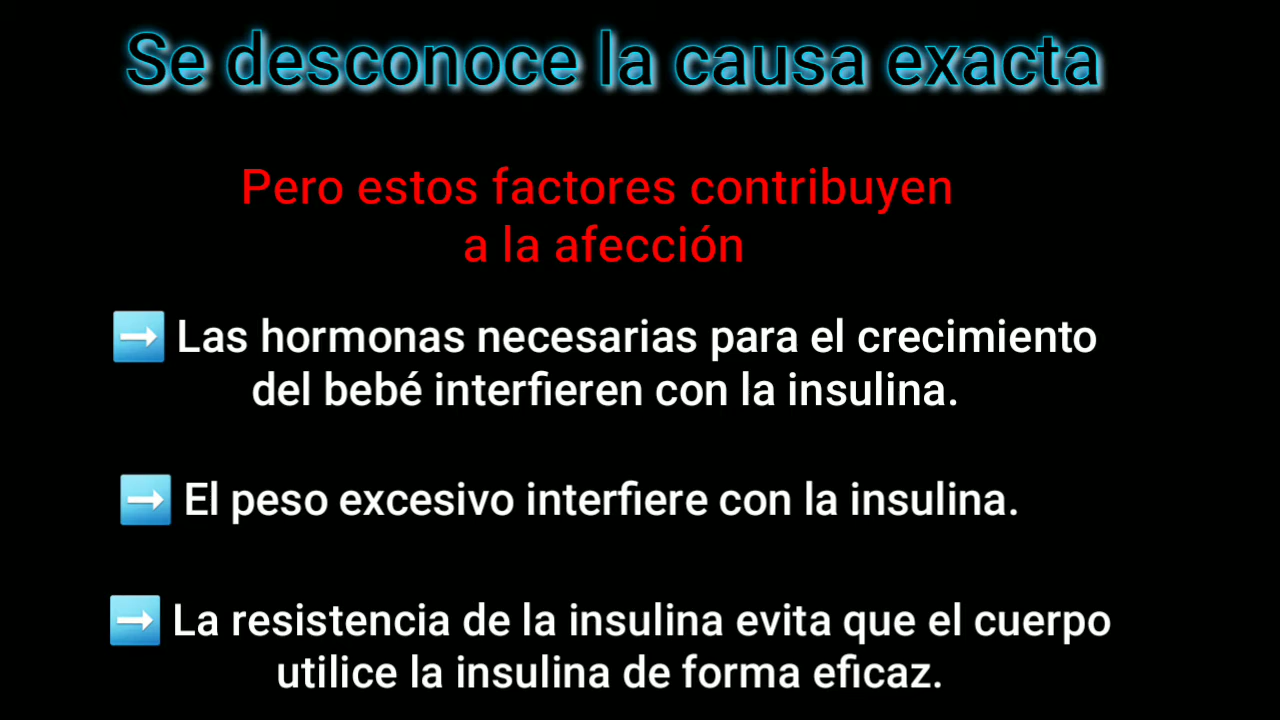 Se desconoce la causa exacta
Pero estos factores contribuyen
a la afección
➡️ Las hormonas necesarias para el crecimiento
del bebé interfieren con la insulina.
➡️ El peso excesivo interfiere con la insulina.
➡️ La resistencia de la insulina evita que el cuerpo
utilice la insulina de forma eficaz.